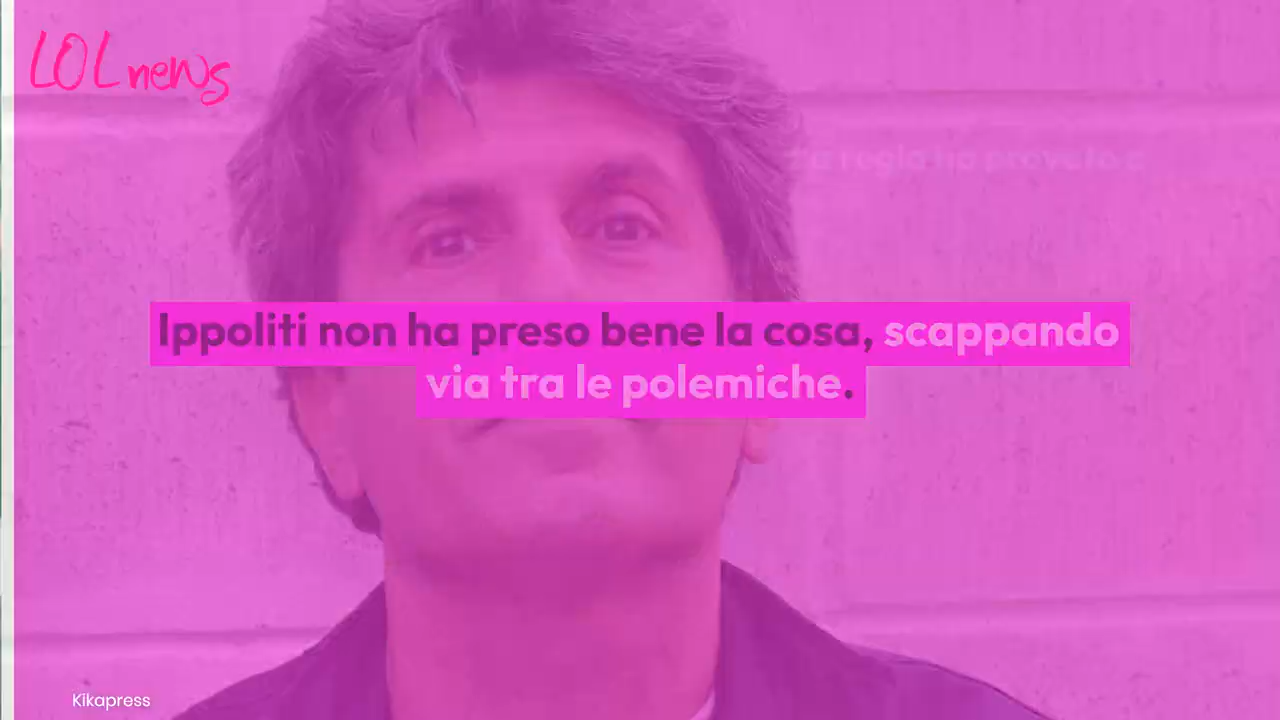 LOL news
Ippoliti non ha preso bene la cosa, scappando
via tra le polemiche.
Kikapress